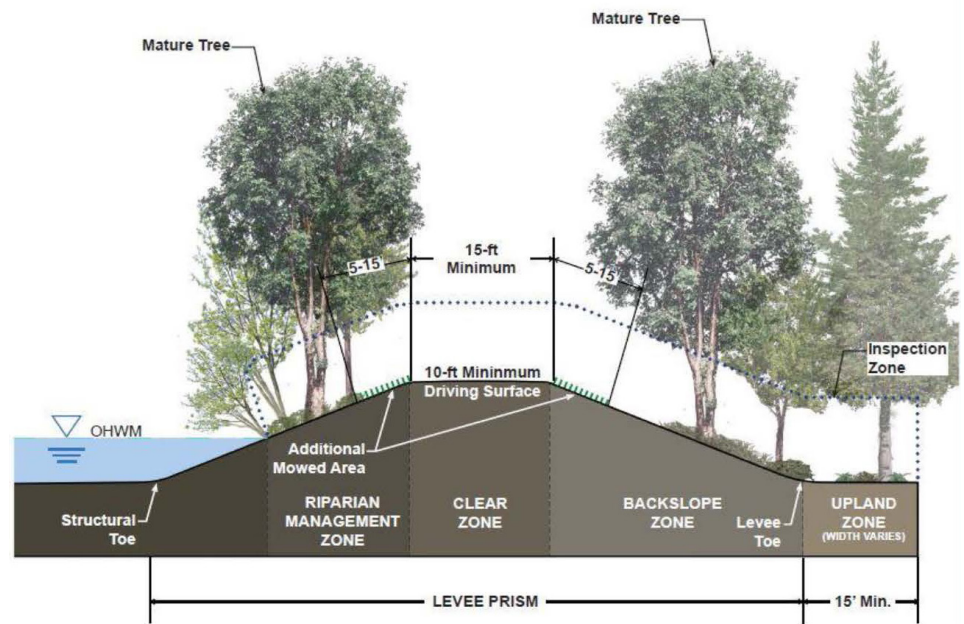 Mature Tree
Mature Tree
5-15
15-ft
Minimum
5-15
Inspection
Zone
10-ft Mininmum
Driving Surface
OHWM
Additional
Mowed Area
Structural
Toe
RIPARIAN
MANAGEMENT
ZONE
CLEAR
ZONE
BACKSLOPE
ZONE
Levee
Toe
UPLAND
ZONE
(WIDTH VARIES)
LEVEE PRISM
15' Min.